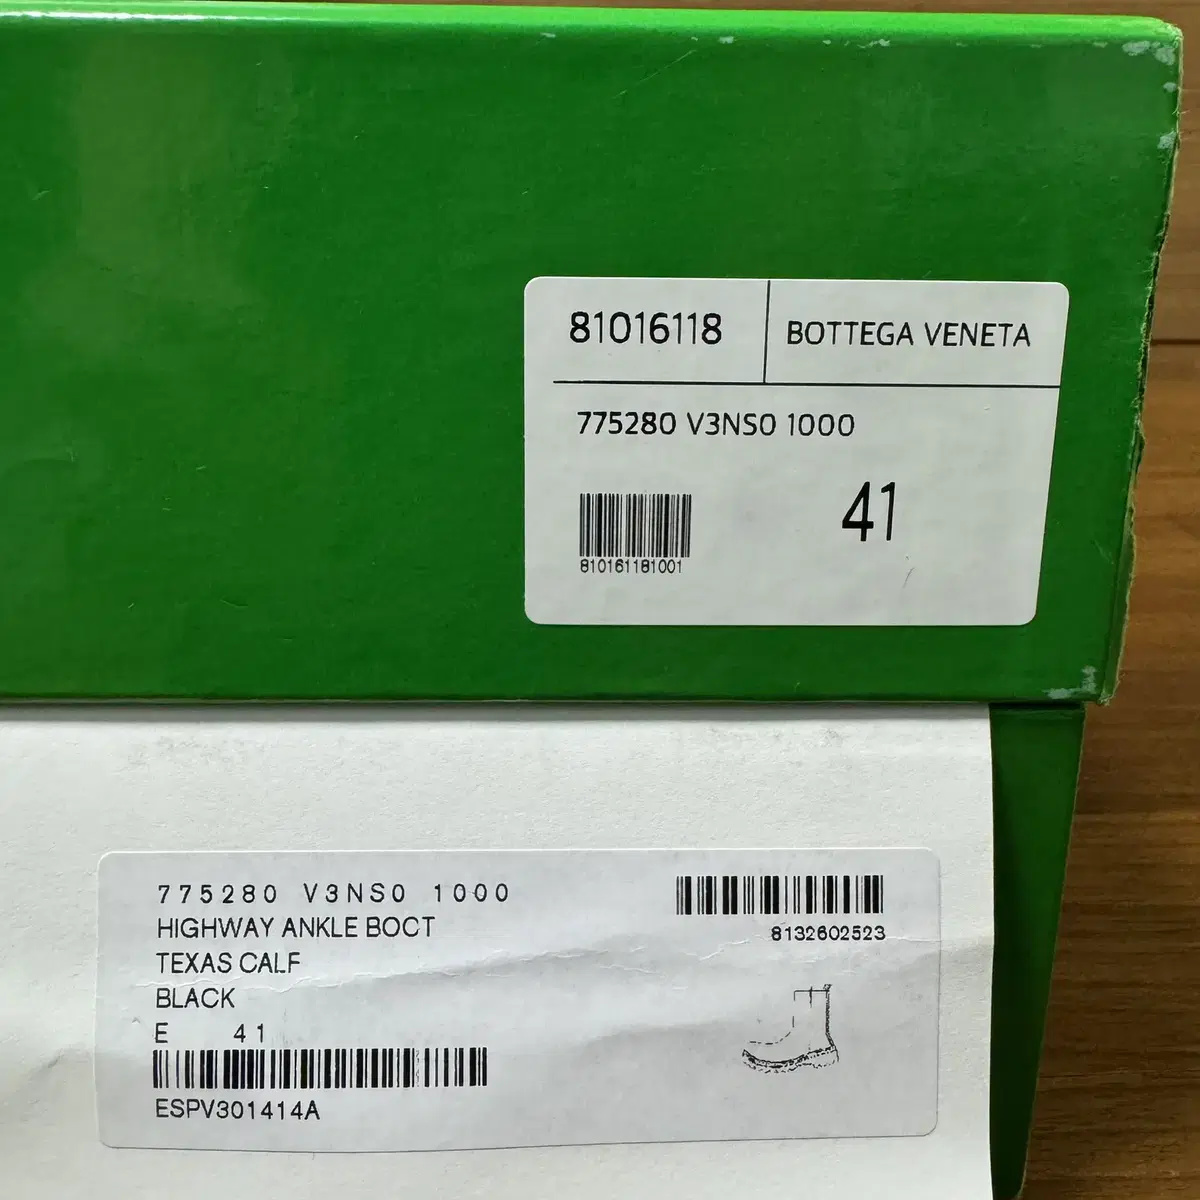 81016118
BOTTEGA VENETA
775280 V3NS0 1000
41
810161181001
775280 V3NS0 1000
HIGHWAY ANKLE BOCT
TEXAS CALF
BLACK
E 41
ESPV301414A
8132602523